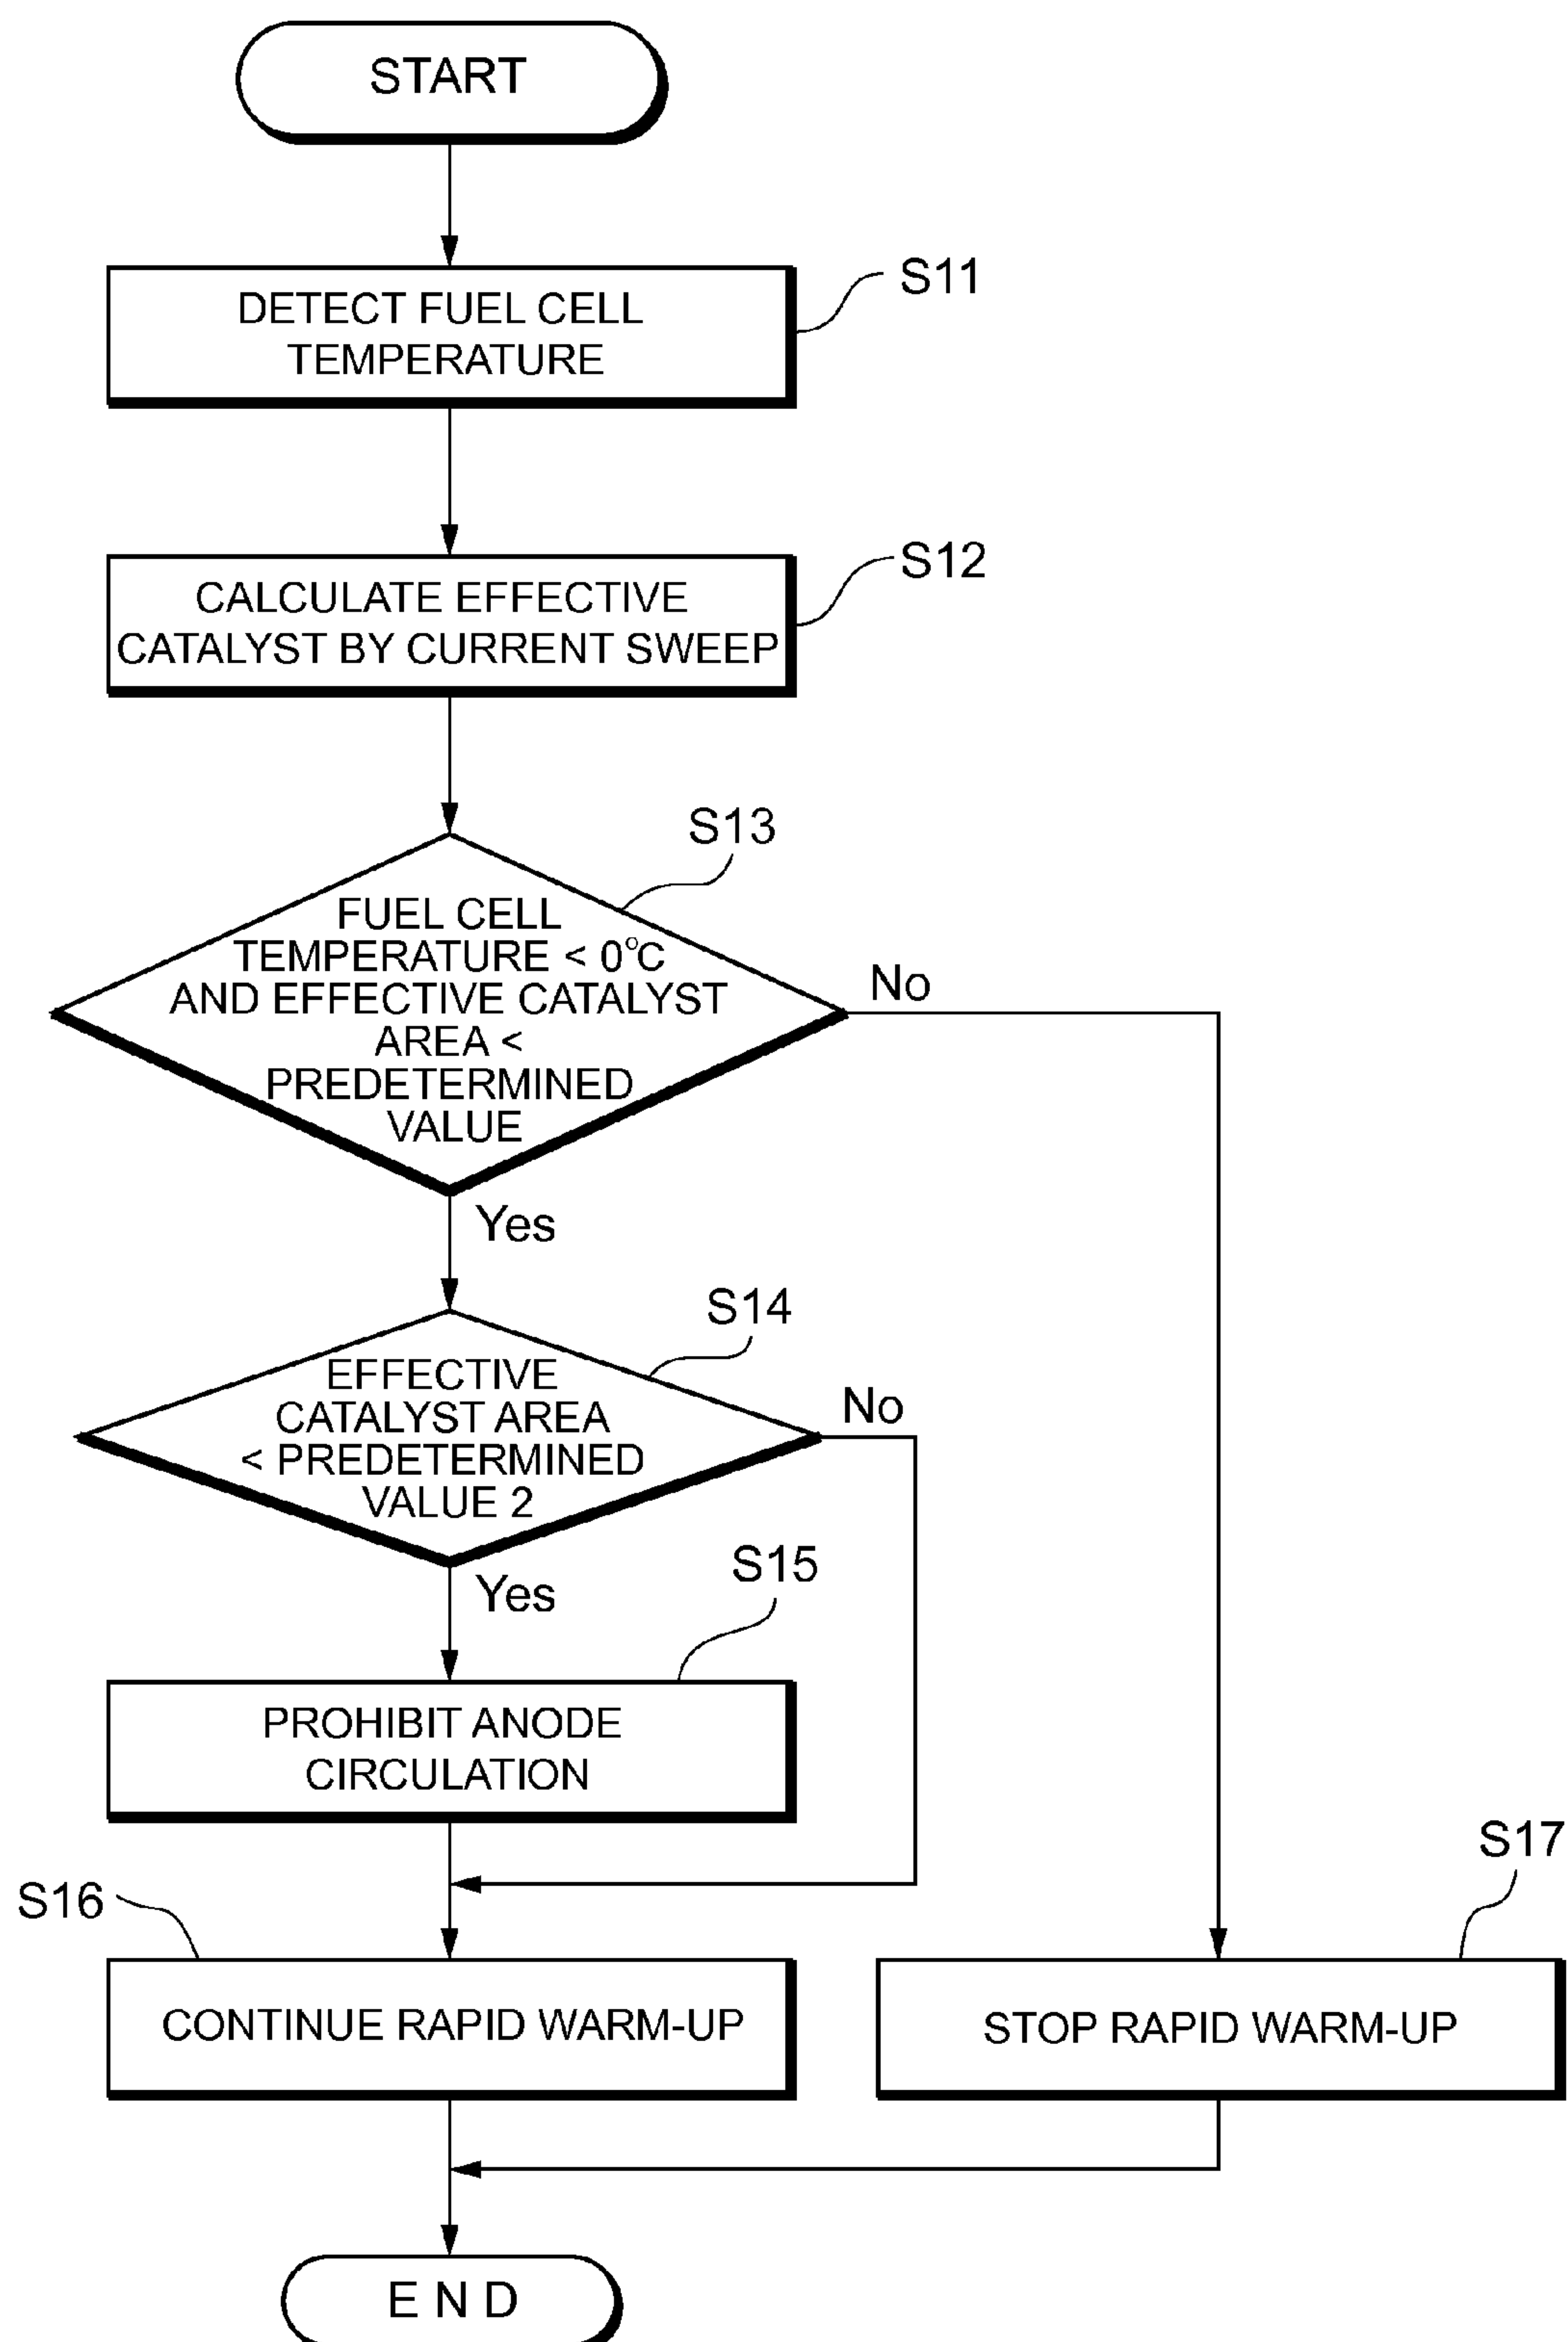 START
S11
DETECT FUEL CELL
TEMPERATURE
S12
CALCULATE EFFECTIVE
CATALYST BY CURRENT SWEEP
S13
FUEL CELL
TEMPERATURE < 0°C
AND EFFECTIVE CATALYST
AREA <
PREDETERMINED
VALUE
No
Yes
S14
EFFECTIVE
CATALYST AREA
< PREDETERMINED
VALUE 2
No
Yes
S15
PROHIBIT ANODE
CIRCULATION
S16
CONTINUE RAPID WARM-UP
S17
STOP RAPID WARM-UP
E N D